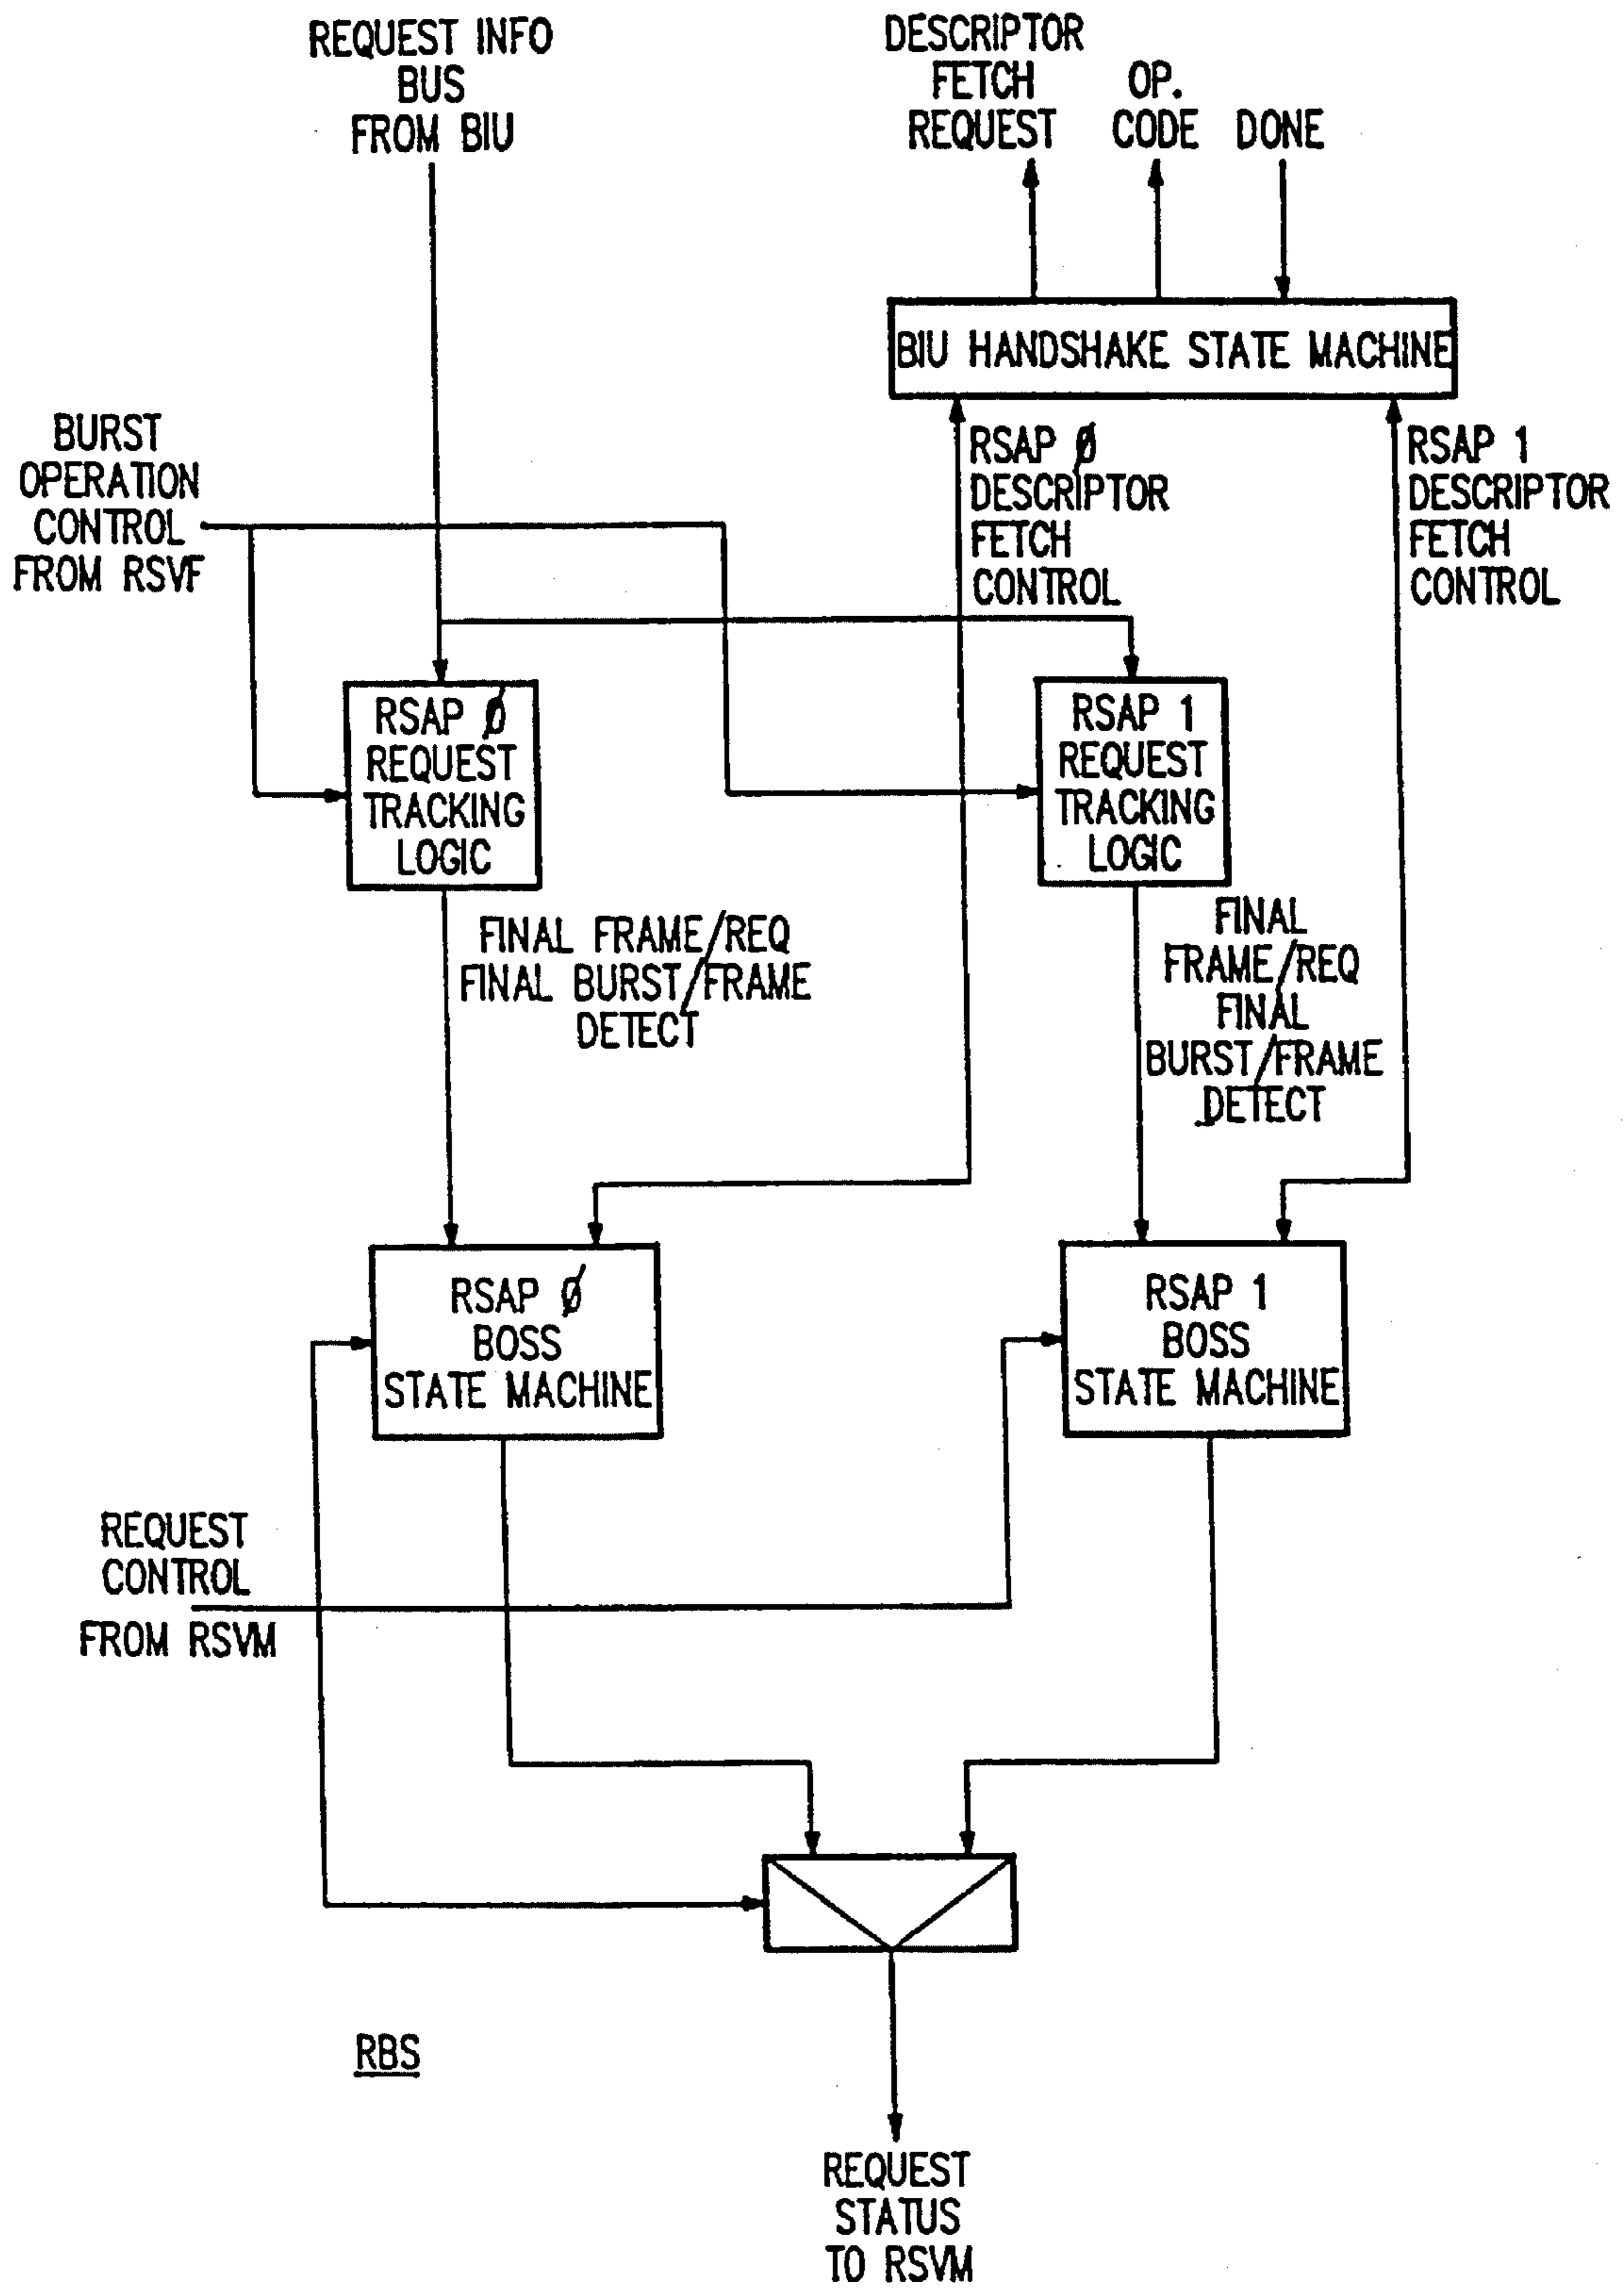 REQUEST INFO
BUS
FROM BIU
DESCRIPTOR
FETCH
REQUEST
OP.
CODE
DONE
BIU HANDSHAKE STATE MACHINE
BURST
OPERATION
CONTROL
FROM RSVF
RSAP Ø
DESCRIPTOR
FETCH
CONTROL
RSAP 1
DESCRIPTOR
FETCH
CONTROL
RSAP Ø
REQUEST
TRACKING
LOGIC
RSAP 1
REQUEST
TRACKING
LOGIC
FINAL FRAME/REQ
FINAL BURST/FRAME
DETECT
FINAL
FRAME/REQ
FINAL
BURST/FRAME
DETECT
RSAP Ø
BOSS
STATE MACHINE
RSAP 1
BOSS
STATE MACHINE
REQUEST
CONTROL
FROM RSVM
RBS
REQUEST
STATUS
TO RSVM